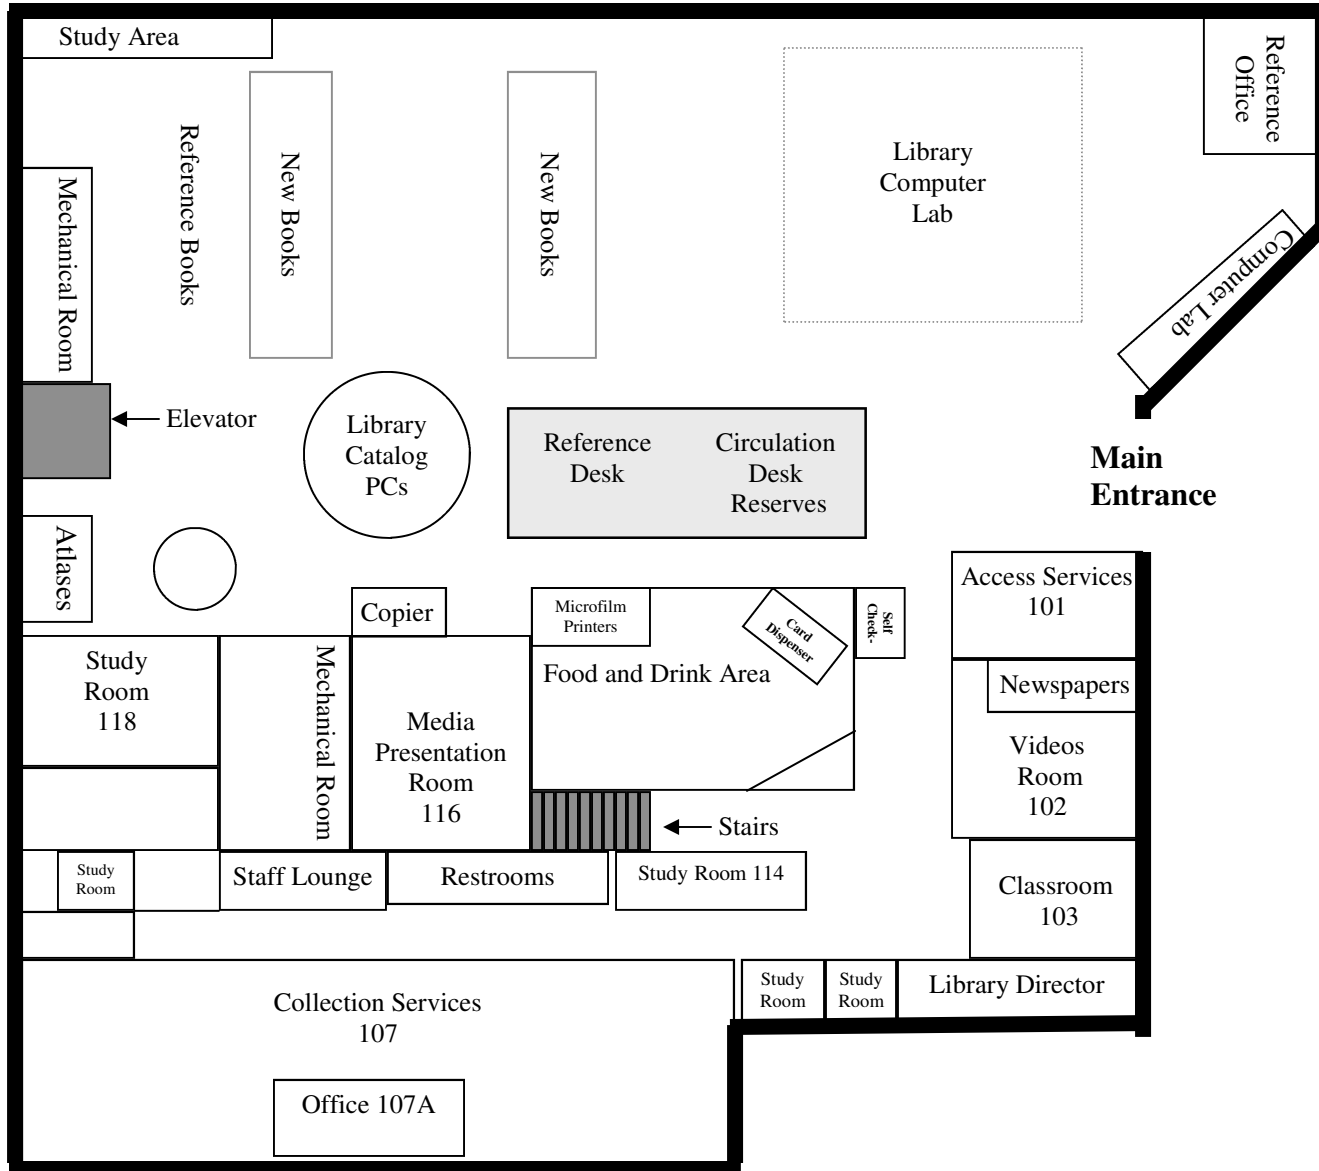 Study Area
Reference
Office
Reference Books
New Books
New Books
Library
Computer
Lab
Mechanical Room
Computer Lab
Elevator
Library
Catalog
PCs
Reference
Desk
Circulation
Desk
Reserves
Main
Entrance
Atlases
Copier
Microfilm
Printers
Card
Dispenser
Self
Check-
Access Services
101
Study
Room
118
Mechanical Room
Media
Presentation
Room
116
Food and Drink Area
Newspapers
Videos
Room
102
Stairs
Study
Room
Staff Lounge
Restrooms
Study Room 114
Classroom
103
Collection Services
107
Study
Room
Study
Room
Library Director
Office 107A